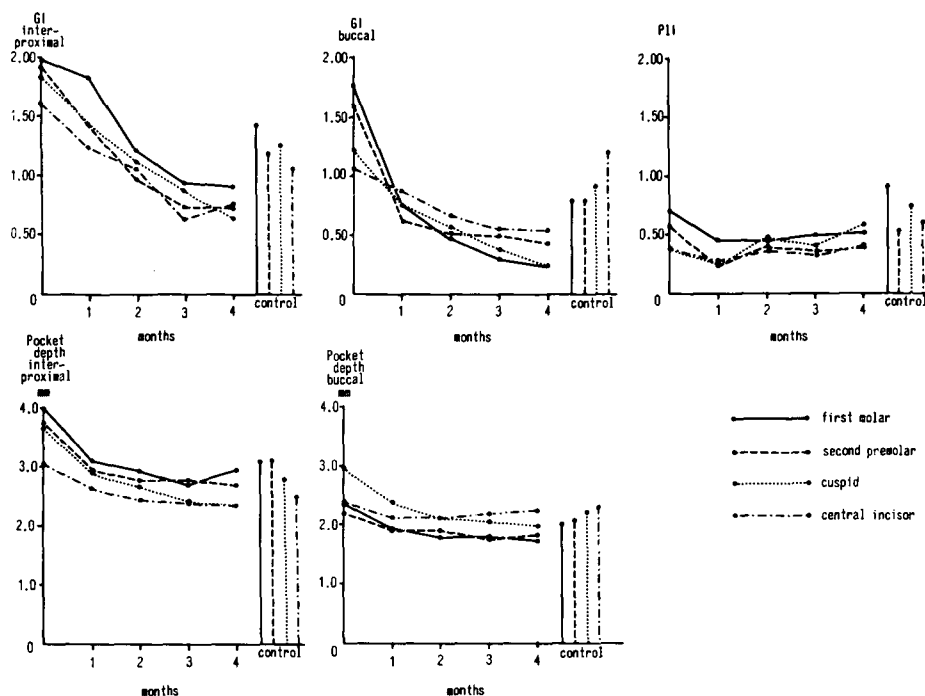 GI
inter-
proximal
2.00
1.50
1.00
0.50
0
1 2 3 4 control
months
GI
buccal
2.00
1.50
1.00
0.50
0
1 2 3 4 control
months
PlI
2.00
1.50
1.00
0.50
0
1 2 3 4 control
months
Pocket
depth
inter-
proximal
mm
4.0
3.0
2.0
1.0
0
1 2 3 4 control
months
Pocket
depth
buccal
mm
4.0
3.0
2.0
1.0
0
1 2 3 4 control
months
first molar
second premolar
cuspid
central incisor